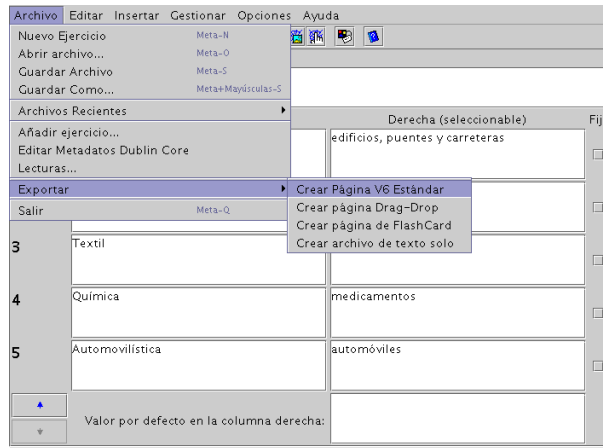 Archivo Editar Insertar Gestionar Opciones Ayuda
Nuevo Ejercicio Meta-N
Abrir archivo... Meta-O
Guardar Archivo Meta-S
Guardar Como... Meta+Mayúsculas-S
Archivos Recientes
Añadir ejercicio...
Editar Metadatos Dublin Core
Lecturas...
Exportar
Salir Meta-Q
Crear Página V6 Estándar
Crear página Drag-Drop
Crear página de FlashCard
Crear archivo de texto solo
Derecha (seleccionable) Fij
edificios, puentes y carreteras
3 Textil
4 Química medicamentos
5 Automovilística automóviles
Valor por defecto en la columna derecha: